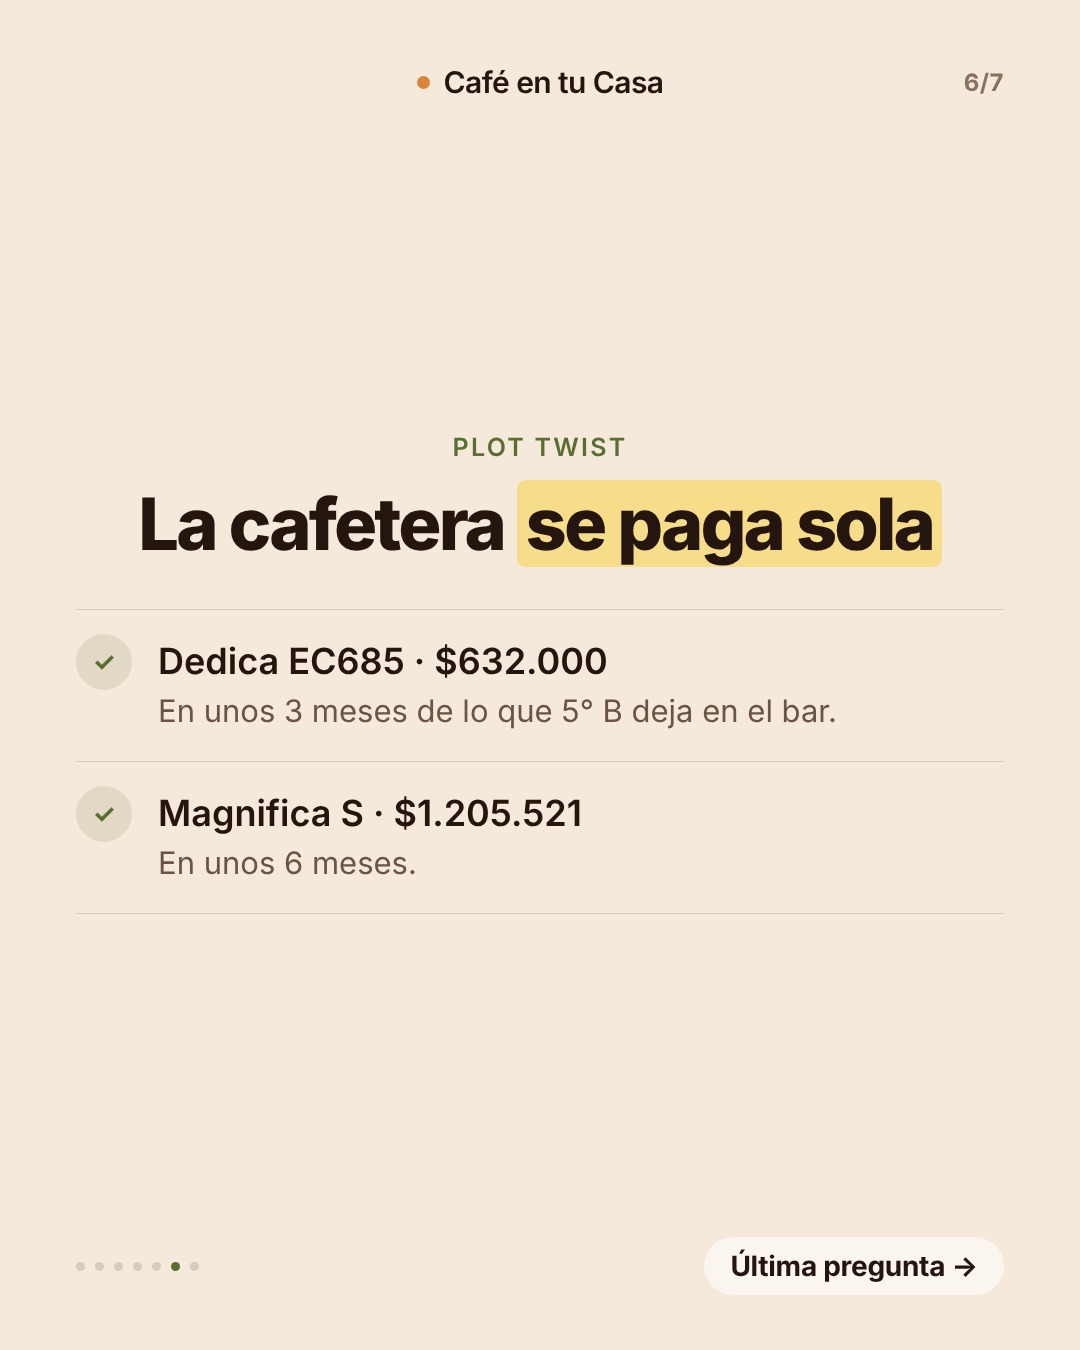 Café en tu Casa
6/7
PLOT TWIST
La cafetera se paga sola
Dedica EC685 · $632.000
En unos 3 meses de lo que 5° B deja en el bar.
Magnifica S · $1.205.521
En unos 6 meses.
Última pregunta →